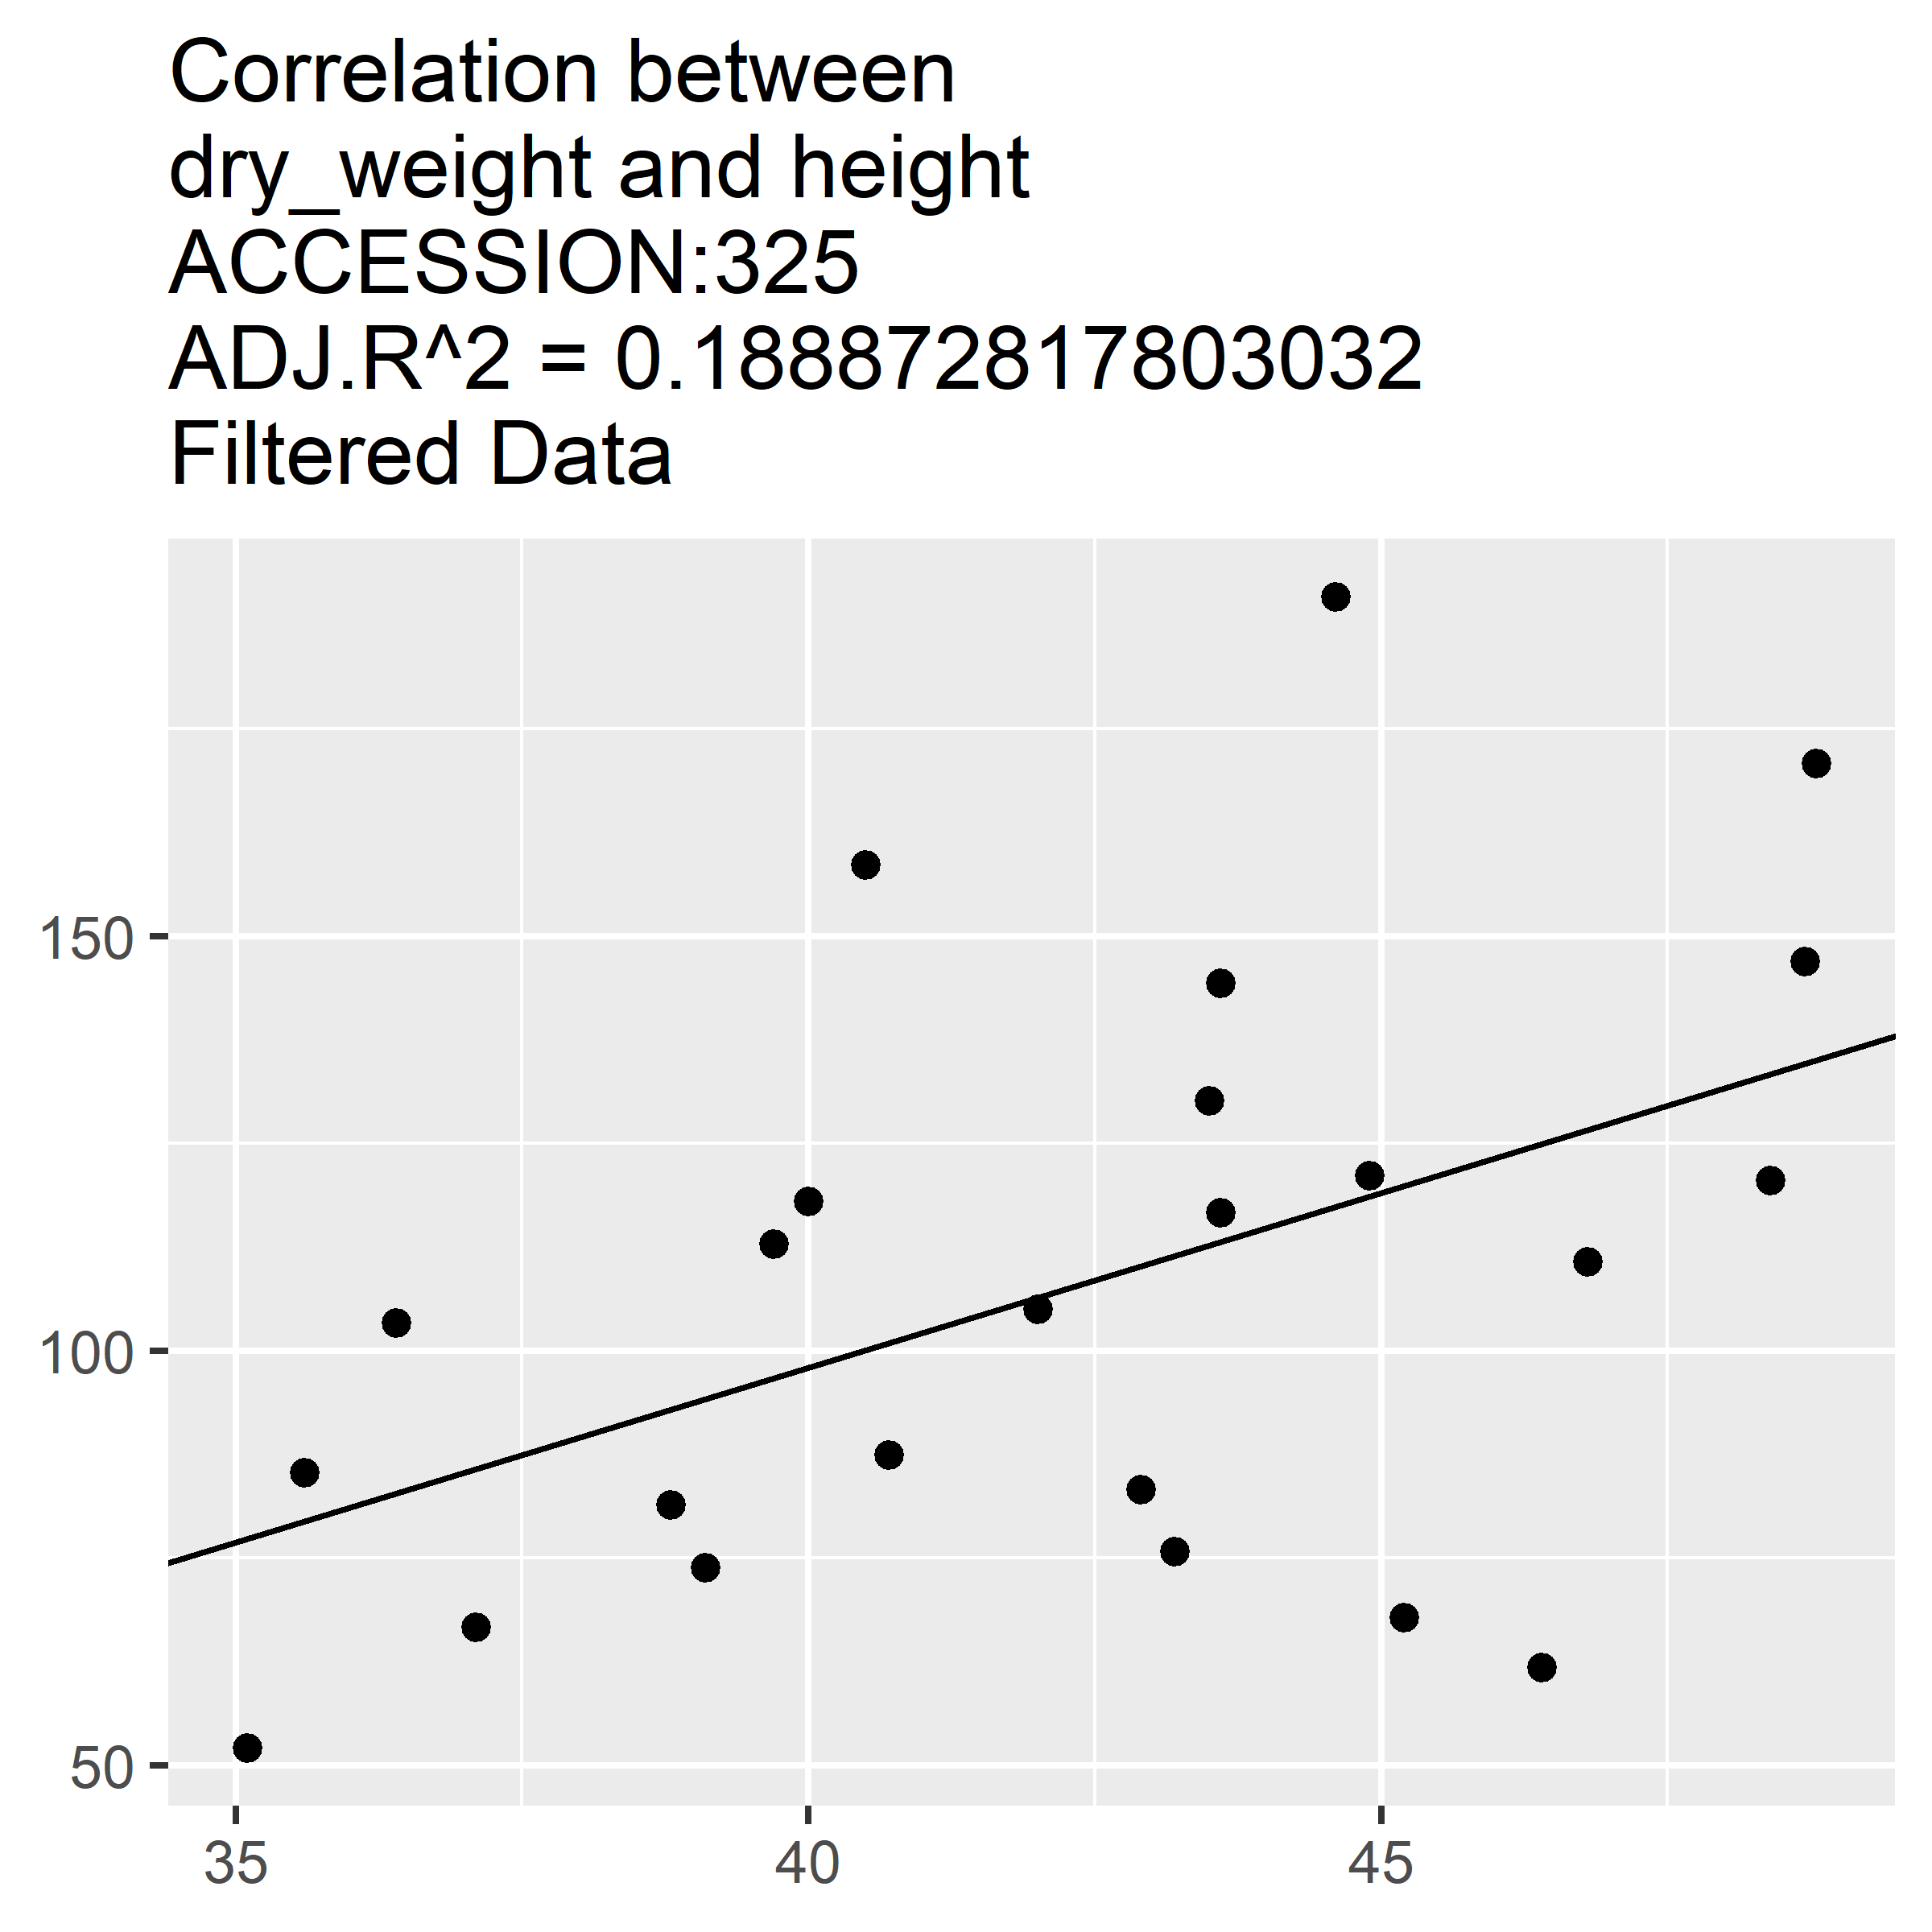 Correlation between
dry_weight and height
ACCESSION:325
ADJ.R^2 = 0.188872817803032
Filtered Data
150
100
50
35 40 45